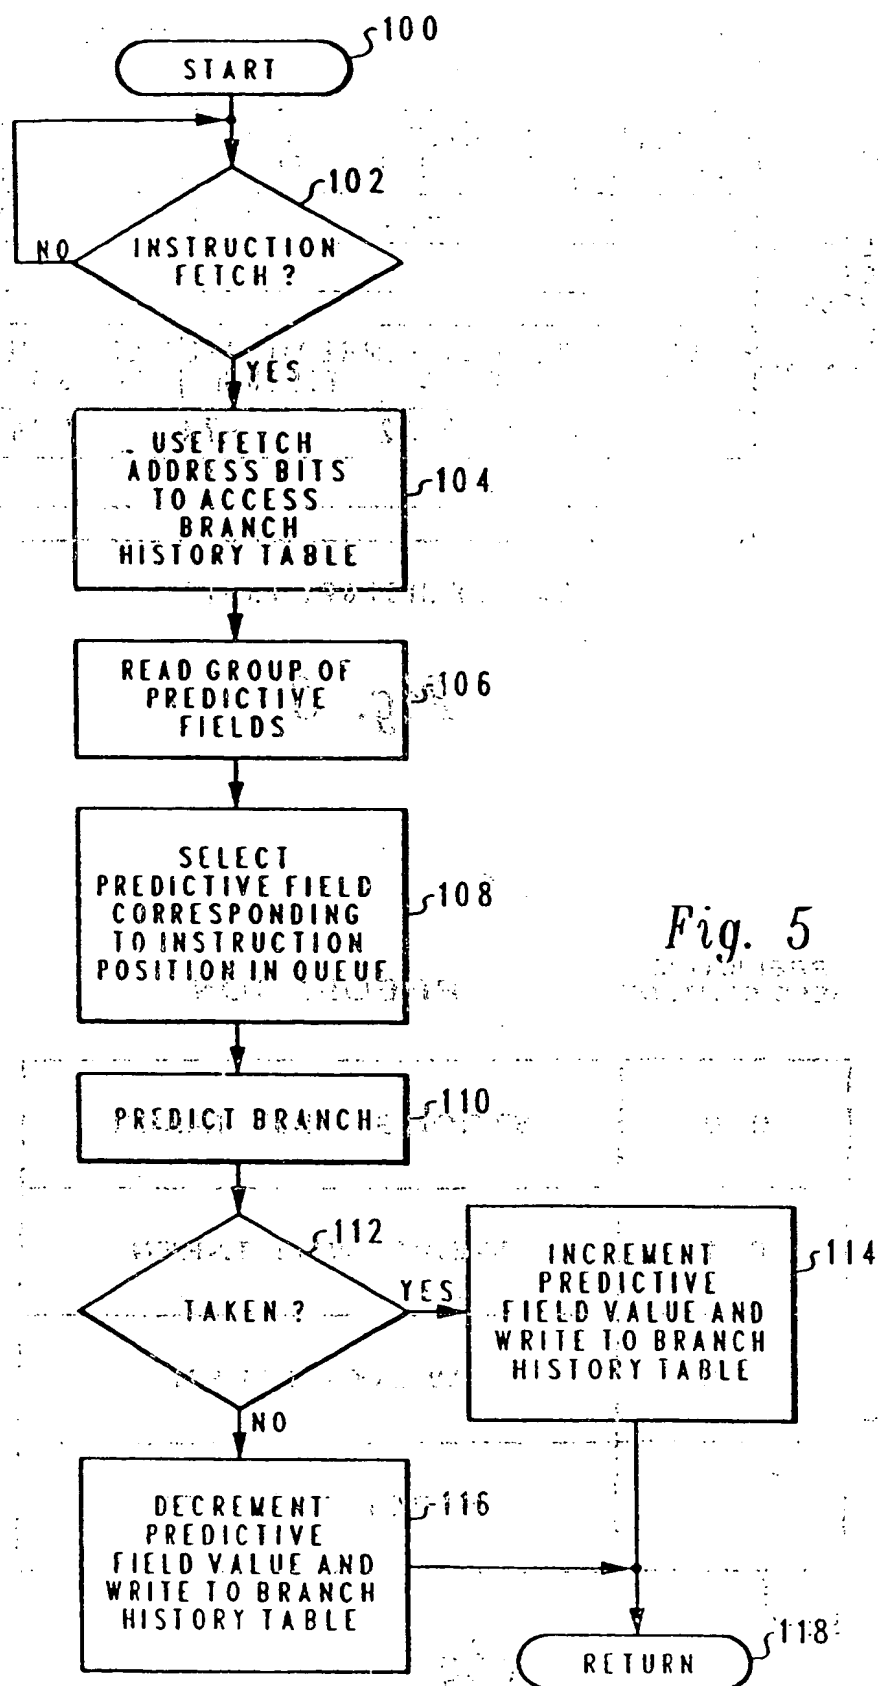 100
START
102
INSTRUCTION
FETCH ?
NO
YES
USE FETCH
ADDRESS BITS
TO ACCESS
BRANCH
HISTORY TABLE
104
READ GROUP OF
PREDICTIVE
FIELDS
106
SELECT
PREDICTIVE FIELD
CORRESPONDING
TO INSTRUCTION
POSITION IN QUEUE
108
Fig. 5
PREDICT BRANCH
110
112
TAKEN ?
YES
INCREMENT
PREDICTIVE
FIELD VALUE AND
WRITE TO BRANCH
HISTORY TABLE
114
NO
DECREMENT
PREDICTIVE
FIELD VALUE AND
WRITE TO BRANCH
HISTORY TABLE
116
RETURN
118